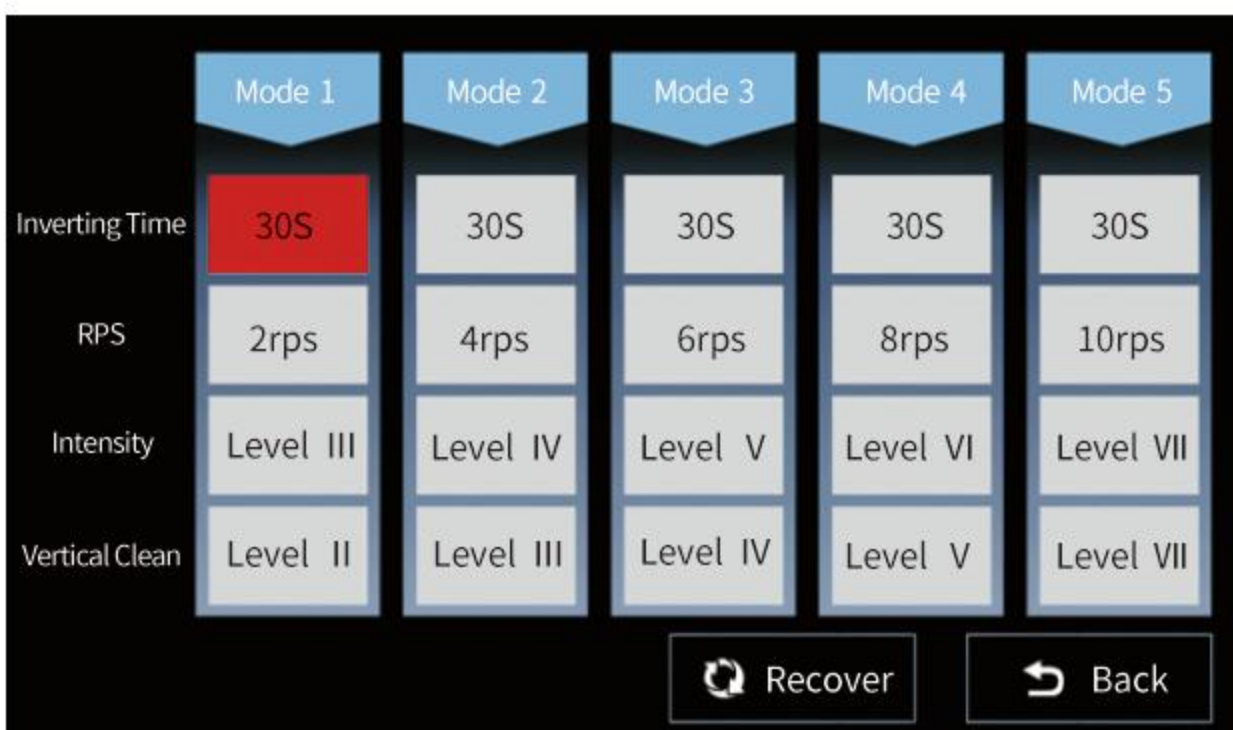 Mode 1 Mode 2 Mode 3 Mode 4 Mode 5
Inverting Time 30S 30S 30S 30S 30S
RPS 2rps 4rps 6rps 8rps 10rps
Intensity Level III Level IV Level V Level VI Level VII
Vertical Clean Level II Level III Level IV Level V Level VII
Recover Back